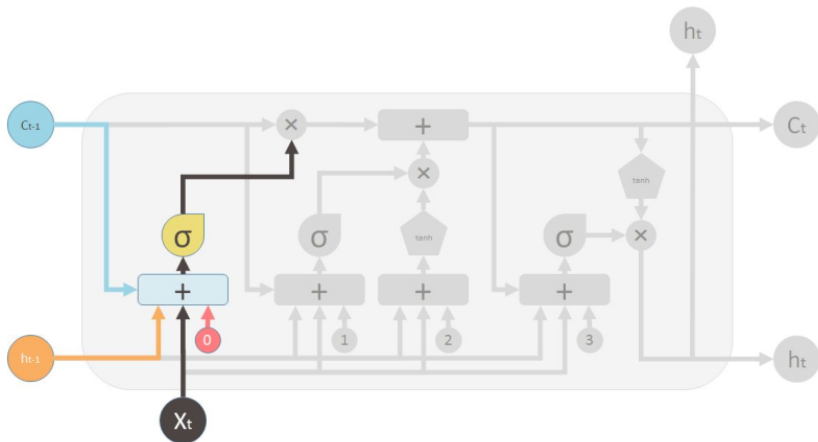 ht
Ct-1
×
+
Ct
×
tanh
σ
σ
tanh
σ
×
+
+
+
+
0
1
2
3
ht-1
ht
Xt